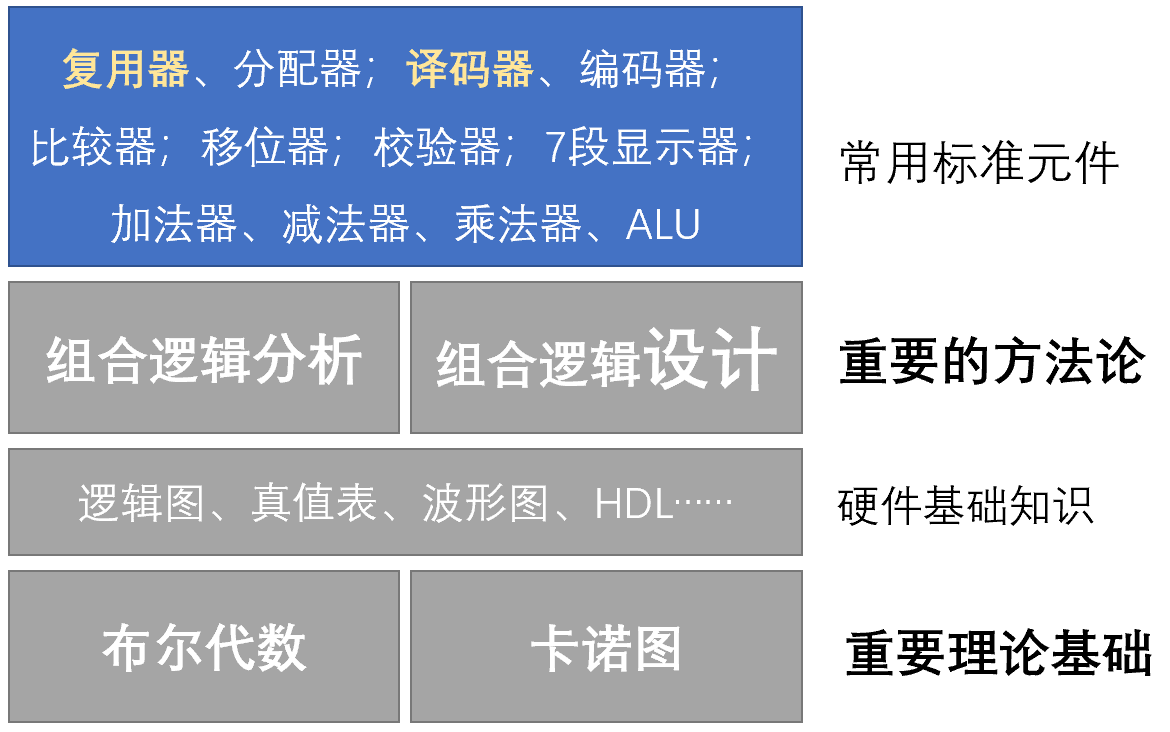 复用器、分配器；译码器、编码器；
比较器；移位器；校验器；7段显示器；
加法器、减法器、乘法器、ALU
常用标准元件
组合逻辑分析
组合逻辑设计
重要的方法论
逻辑图、真值表、波形图、HDL……
硬件基础知识
布尔代数
卡诺图
重要理论基础